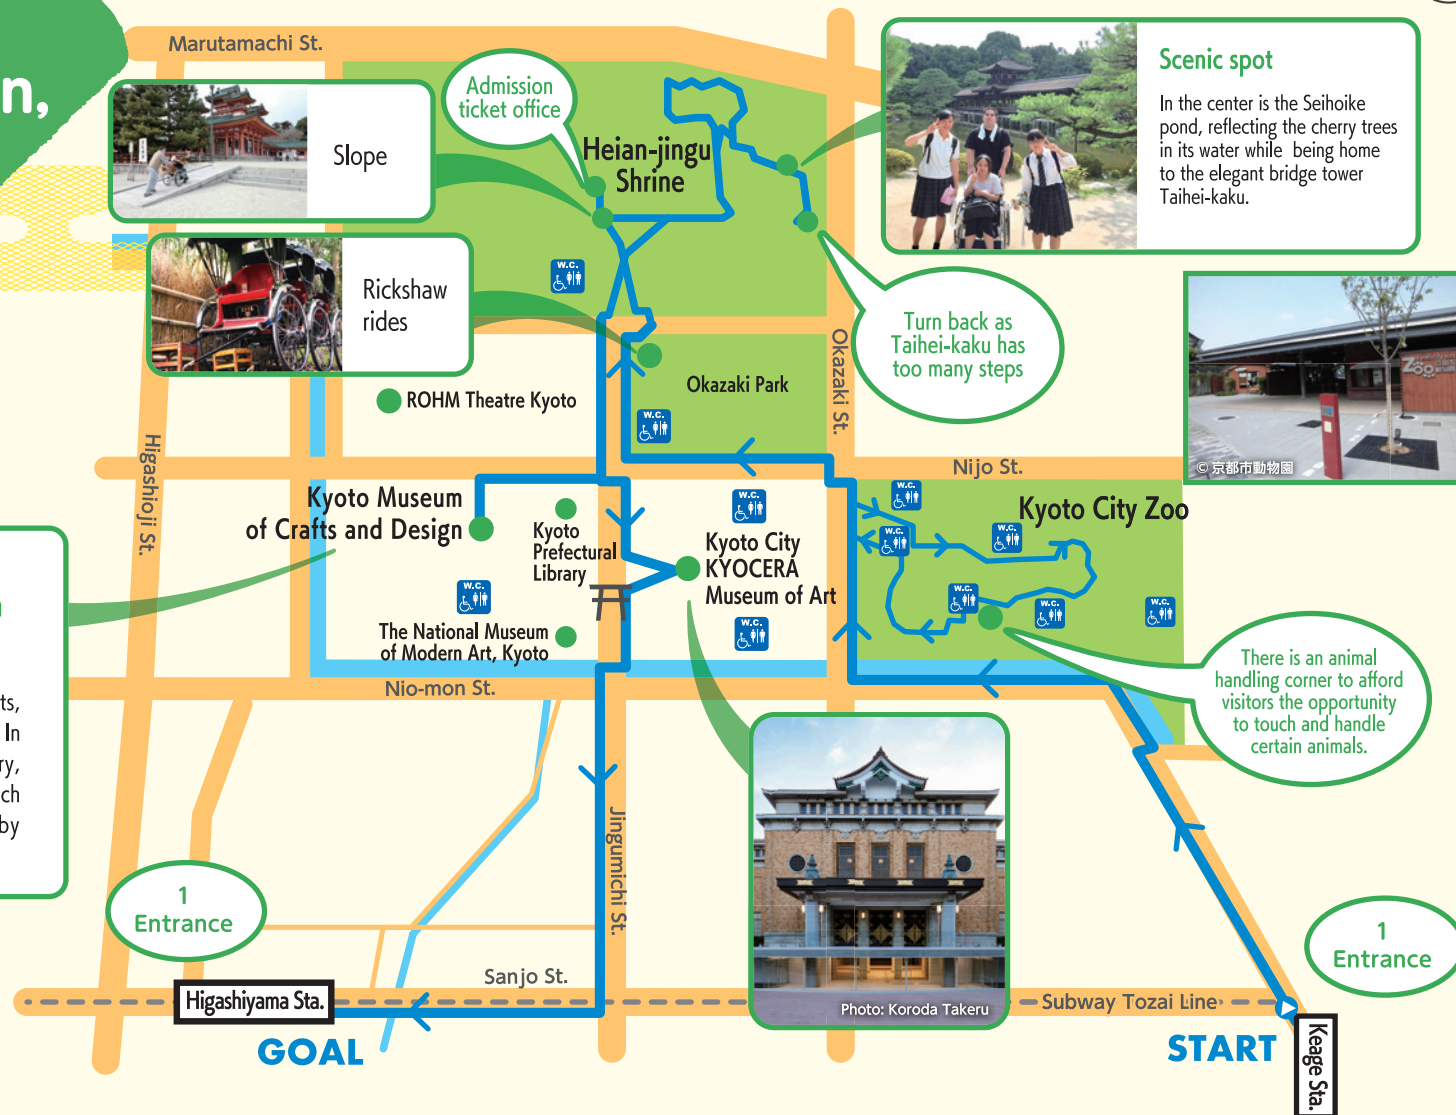 n,
Marutamachi St.
Admission
ticket office
Slope
Heian-jingu
Shrine
Scenic spot
In the center is the Seihoike
pond, reflecting the cherry trees
in its water while being home
to the elegant bridge tower
Taihei-kaku.
Rickshaw
rides
W.C.
Turn back as
Taihei-kaku has
too many steps
Okazaki St.
Okazaki Park
ROHM Theatre Kyoto
W.C.
Zoo
© 京都市動物園
Higashioji St.
Nijo St.
Kyoto Museum
of Crafts and Design
Kyoto
Prefectural
Library
W.C.
Kyoto City
KYOCERA
Museum of Art
W.C.
Kyoto City Zoo
W.C.
W.C.
W.C.
W.C.
W.C.
W.C.
W.C.
The National Museum
of Modern Art, Kyoto
There is an animal
handling corner to afford
visitors the opportunity
to touch and handle
certain animals.
Nio-mon St.
ts,
In
ry,
ch
by
Jingumichi St.
1
Entrance
1
Entrance
Photo: Koroda Takeru
Sanjo St.
Higashiyama Sta.
GOAL
Subway Tozai Line
START
Keage Sta.